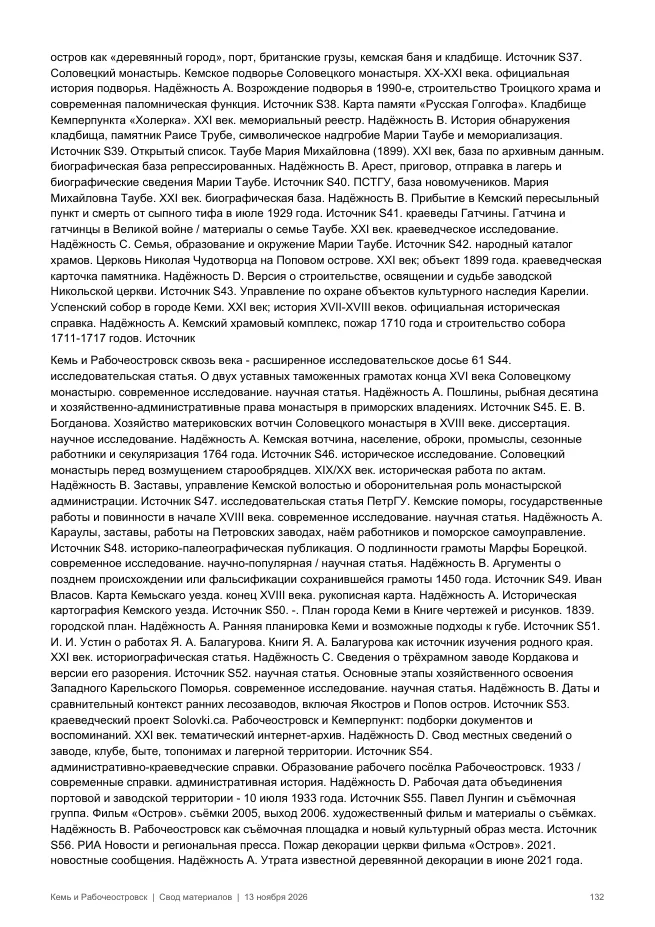 остров как «деревянный город», порт, британские грузы, кемская баня и кладбище. Источник S37.
Соловецкий монастырь. Кемское подворье Соловецкого монастыря. XX-XXI века. официальная
история подворья. Надёжность A. Возрождение подворья в 1990-е, строительство Троицкого храма и
современная паломническая функция. Источник S38. Карта памяти «Русская Голгофа». Кладбище
Кемперпункта «Холерка». XXI век. мемориальный реестр. Надёжность B. История обнаружения
кладбища, памятник Раисе Трубе, символическое надгробие Марии Таубе и мемориализация.
Источник S39. Открытый список. Таубе Мария Михайловна (1899). XXI век, база по архивным данным.
биографическая база репрессированных. Надёжность B. Арест, приговор, отправка в лагерь и
биографические сведения Марии Таубе. Источник S40. ПСТГУ, база новомучеников. Мария
Михайловна Таубе. XXI век. биографическая база. Надёжность B. Прибытие в Кемский пересыльный
пункт и смерть от сыпного тифа в июле 1929 года. Источник S41. краеведы Гатчины. Гатчина и
гатчинцы в Великой войне / материалы о семье Таубе. XXI век. краеведческое исследование.
Надёжность C. Семья, образование и окружение Марии Таубе. Источник S42. народный каталог
храмов. Церковь Николая Чудотворца на Поповом острове. XXI век; объект 1899 года. краеведческая
карточка памятника. Надёжность D. Версия о строительстве, освящении и судьбе заводской
Никольской церкви. Источник S43. Управление по охране объектов культурного наследия Карелии.
Успенский собор в городе Кеми. XXI век; история XVII-XVIII веков. официальная историческая
справка. Надёжность A. Кемский храмовый комплекс, пожар 1710 года и строительство собора
1711-1717 годов. Источник
Кемь и Рабочеостровск сквозь века - расширенное исследовательское досье 61 S44.
исследовательская статья. О двух уставных таможенных грамотах конца XVI века Соловецкому
монастырю. современное исследование. научная статья. Надёжность A. Пошлины, рыбная десятина
и хозяйственно-административные права монастыря в приморских владениях. Источник S45. Е. В.
Богданова. Хозяйство материковских вотчин Соловецкого монастыря в XVIII веке. диссертация.
научное исследование. Надёжность A. Кемская вотчина, население, оброки, промыслы, сезонные
работники и секуляризация 1764 года. Источник S46. историческое исследование. Соловецкий
монастырь перед возмущением старообрядцев. XIX/XX век. историческая работа по актам.
Надёжность B. Заставы, управление Кемской волостью и оборонительная роль монастырской
администрации. Источник S47. исследовательская статья ПетрГУ. Кемские поморы, государственные
работы и повинности в начале XVIII века. современное исследование. научная статья. Надёжность A.
Караулы, заставы, работы на Петровских заводах, наём работников и поморское самоуправление.
Источник S48. историко-палеографическая публикация. О подлинности грамоты Марфы Борецкой.
современное исследование. научно-популярная / научная статья. Надёжность B. Аргументы о
позднем происхождении или фальсификации сохранившейся грамоты 1450 года. Источник S49. Иван
Власов. Карта Кемьскаго уезда. конец XVIII века. рукописная карта. Надёжность A. Историческая
картография Кемского уезда. Источник S50. -. План города Кеми в Книге чертежей и рисунков. 1839.
городской план. Надёжность A. Ранняя планировка Кеми и возможные подходы к губе. Источник S51.
И. И. Устин о работах Я. А. Балагурова. Книги Я. А. Балагурова как источник изучения родного края.
XXI век. историографическая статья. Надёжность C. Сведения о трёхрамном заводе Кордакова и
версии его разорения. Источник S52. научная статья. Основные этапы хозяйственного освоения
Западного Карельского Поморья. современное исследование. научная статья. Надёжность B. Даты и
сравнительный контекст ранних лесозаводов, включая Якостров и Попов остров. Источник S53.
краеведческий проект Solovki.ca. Рабочеостровск и Кемперпункт: подборки документов и
воспоминаний. XXI век. тематический интернет-архив. Надёжность D. Свод местных сведений о
заводе, клубе, быте, топонимах и лагерной территории. Источник S54.
административно-краеведческие справки. Образование рабочего посёлка Рабочеостровск. 1933 /
современные справки. административная история. Надёжность D. Рабочая дата объединения
портовой и заводской территории - 10 июля 1933 года. Источник S55. Павел Лунгин и съёмочная
группа. Фильм «Остров». съёмки 2005, выход 2006. художественный фильм и материалы о съёмках.
Надёжность B. Рабочеостровск как съёмочная площадка и новый культурный образ места. Источник
S56. РИА Новости и региональная пресса. Пожар декорации церкви фильма «Остров». 2021.
новостные сообщения. Надёжность A. Утрата известной деревянной декорации в июне 2021 года.
Кемь и Рабочеостровск | Свод материалов | 13 ноября 2026 132